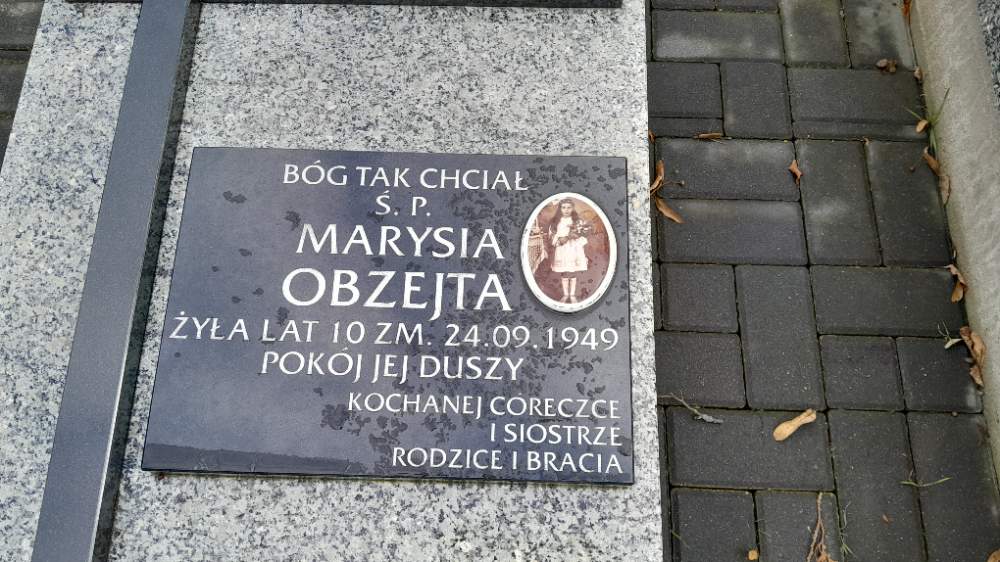 BÓG TAK CHCIAŁ
Ś. P.
MARYSIA
OBZEJTA
ŻYŁA LAT 10 ZM. 24.09.1949
POKÓJ JEJ DUSZY
KOCHANEJ CÓRECZCE
I SIOSTRZE
RODZICE I BRACIA